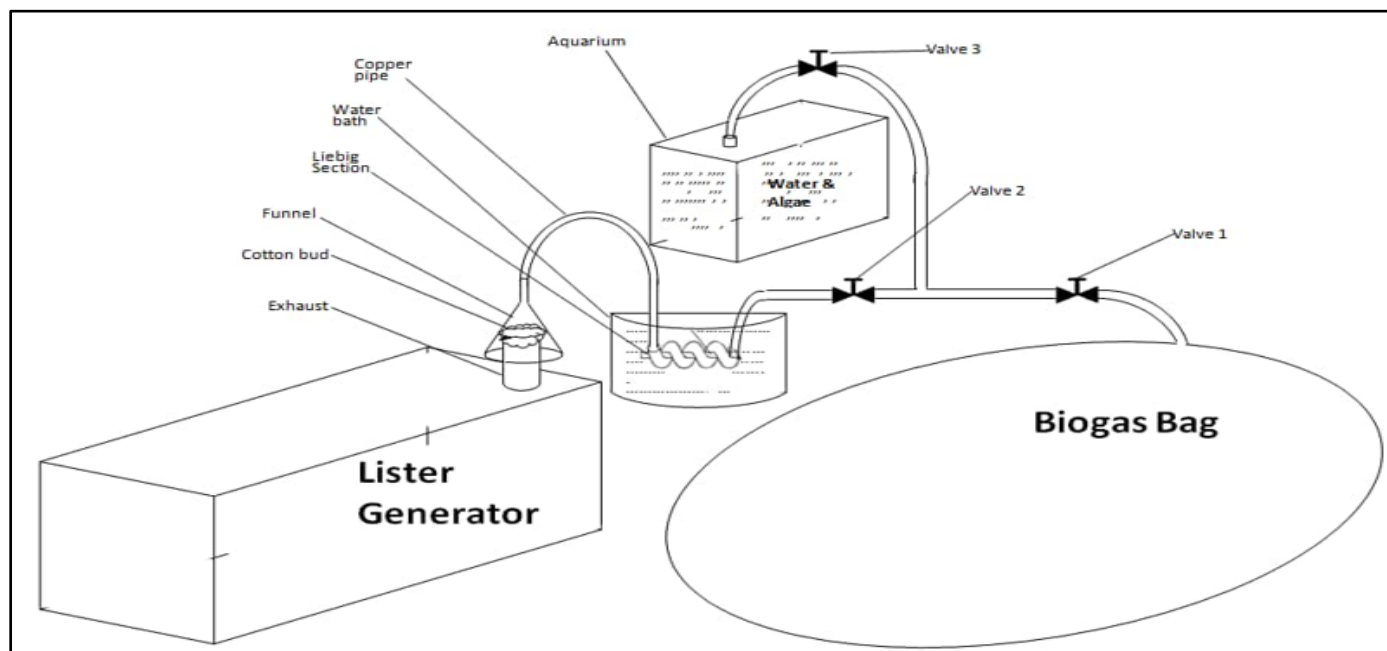 Aquarium
Valve 3
Copper
pipe
Water
bath
Liebig
Section
Water &
Algae
Valve 2
Funnel
Valve 1
Cotton bud
Exhaust
Biogas Bag
Lister
Generator